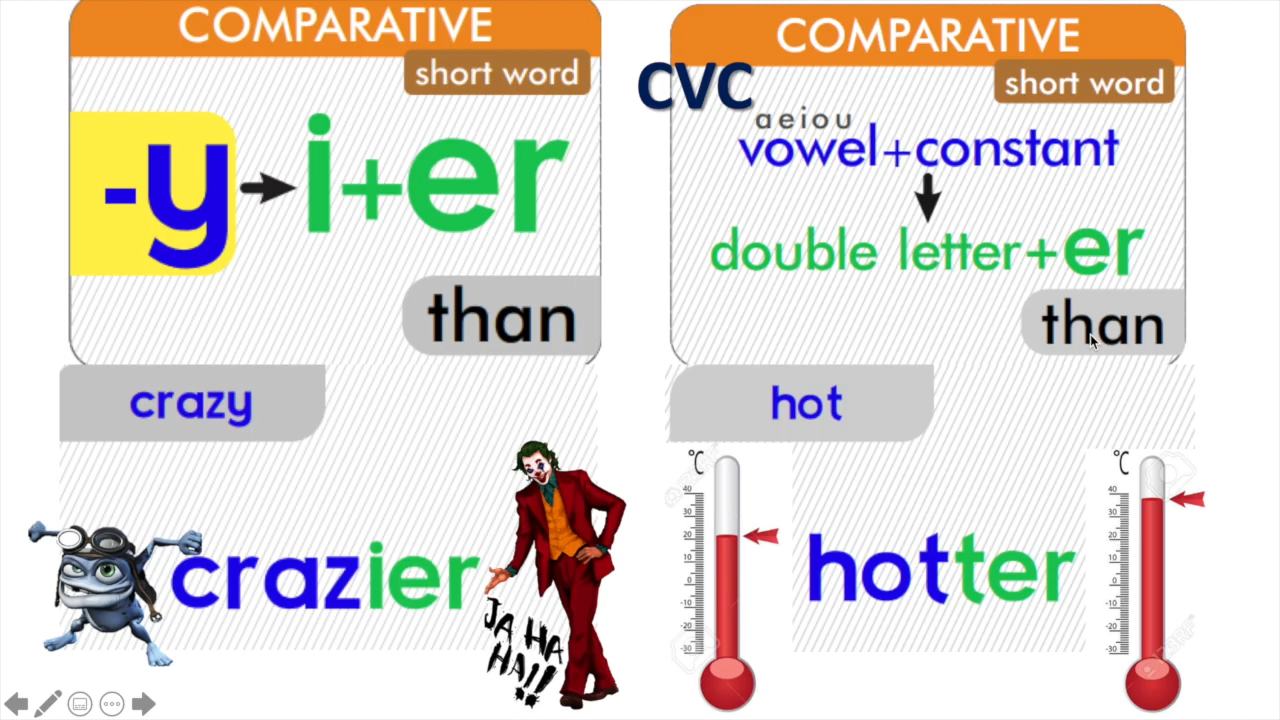 COMPARATIVE
short word
-y i+er
than
crazy
crazier
JA HA
HA!!
COMPARATIVE
short word
CVC
a e i o u
vowel+constant
double letter+er
than
hot
°C
40
30
20
10
0
-10
-20
-30
hotter
°C
40
30
20
10
0
-10
-20
-30